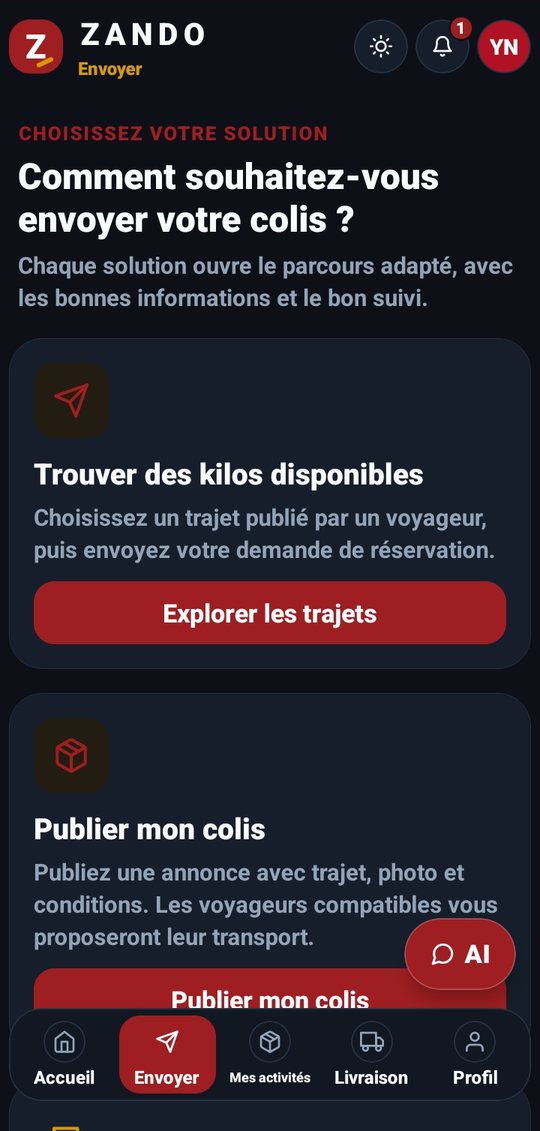 Z
ZANDO
Envoyer
1
YN
CHOISISSEZ VOTRE SOLUTION
Comment souhaitez-vous
envoyer votre colis ?
Chaque solution ouvre le parcours adapté, avec
les bonnes informations et le bon suivi.
Trouver des kilos disponibles
Choisissez un trajet publié par un voyageur,
puis envoyez votre demande de réservation.
Explorer les trajets
Publier mon colis
Publiez une annonce avec trajet, photo et
conditions. Les voyageurs compatibles vous
proposeront leur transport.
AI
Publier mon colis
Accueil
Envoyer
Mes activités
Livraison
Profil